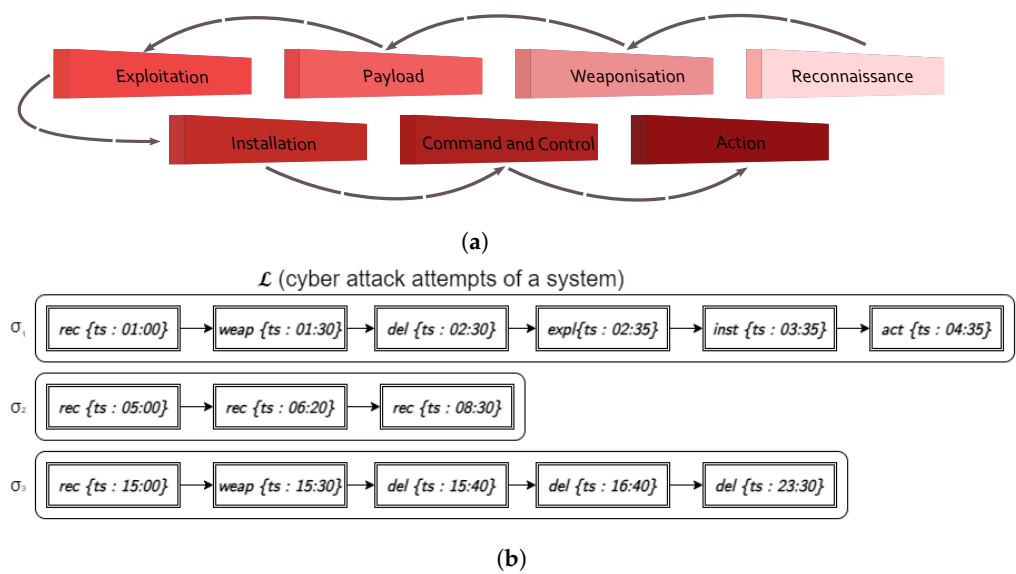 Exploitation Payload Weaponisation Reconnaissance
Installation Command and Control Action
(a)
𝓛 (cyber attack attempts of a system)
σ₁ rec {ts : 01:00} weap {ts : 01:30} del {ts : 02:30} expl{ts : 02:35} inst {ts : 03:35} act {ts : 04:35}
σ₂ rec {ts : 05:00} rec {ts : 06:20} rec {ts : 08:30}
σ₃ rec {ts : 15:00} weap {ts : 15:30} del {ts : 15:40} del {ts : 16:40} del {ts : 23:30}
(b)